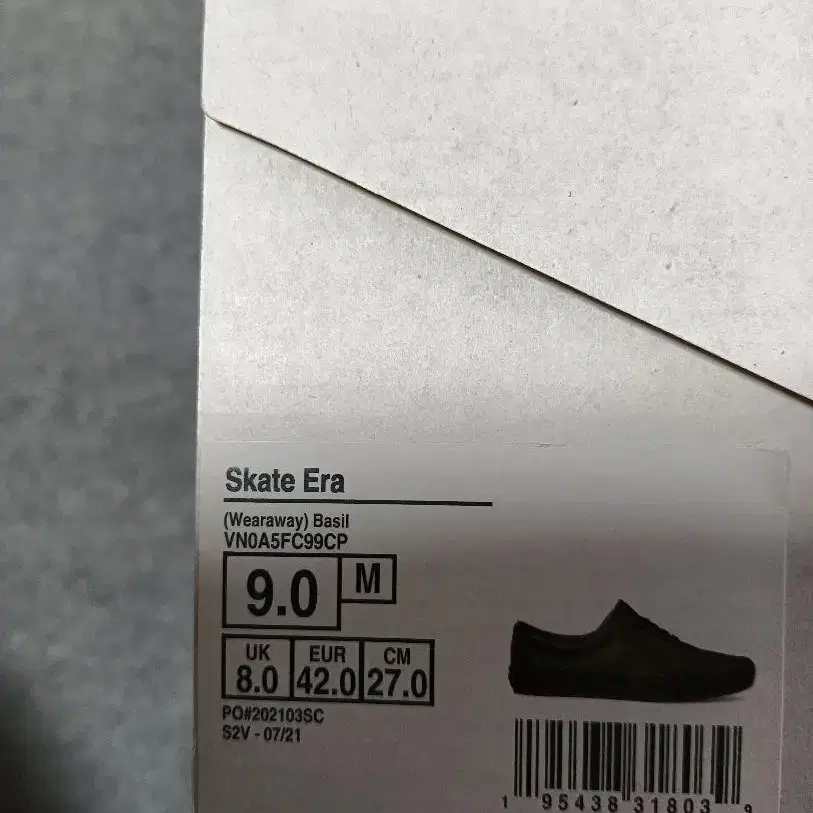 Skate Era
(Wearaway) Basil
VN0A5FC99CP
9.0 M
UK EUR CM
8.0 42.0 27.0
PO#202103SC
S2V - 07/21
1 95438 31803 9